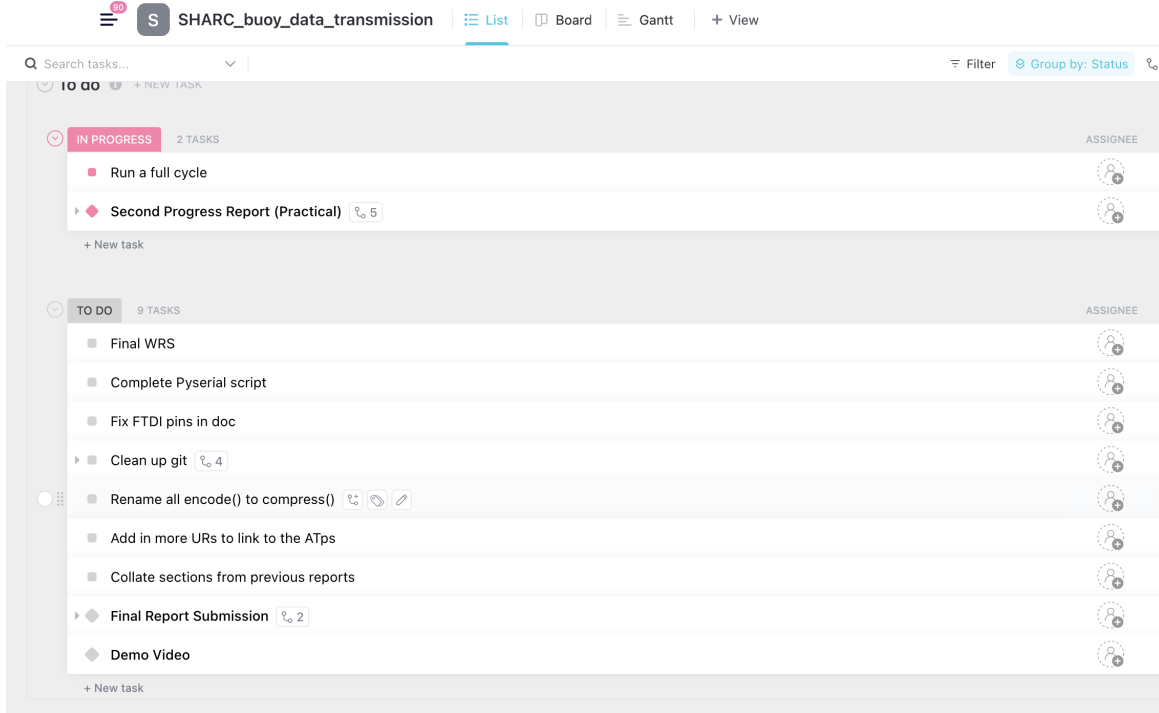 90
S SHARC_buoy_data_transmission List Board Gantt + View
Search tasks... Filter Group by: Status
To do + NEW TASK
IN PROGRESS 2 TASKS ASSIGNEE
Run a full cycle
Second Progress Report (Practical) 5
+ New task
TO DO 9 TASKS ASSIGNEE
Final WRS
Complete Pyserial script
Fix FTDI pins in doc
Clean up git 4
Rename all encode() to compress()
Add in more URs to link to the ATps
Collate sections from previous reports
Final Report Submission 2
Demo Video
+ New task